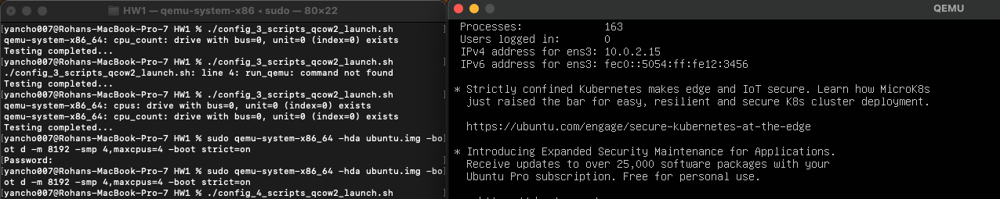 HW1 — qemu-system-x86 ◂ sudo — 80×22
[yancho007@Rohans-MacBook-Pro-7 HW1 % ./config_3_scripts_qcow2_launch.sh ]
qemu-system-x86_64: cpu_count: drive with bus=0, unit=0 (index=0) exists
Testing completed...
[yancho007@Rohans-MacBook-Pro-7 HW1 % ./config_3_scripts_qcow2_launch.sh ]
./config_3_scripts_qcow2_launch.sh: line 4: run_qemu: command not found
Testing completed...
[yancho007@Rohans-MacBook-Pro-7 HW1 % ./config_3_scripts_qcow2_launch.sh ]
qemu-system-x86_64: cpus: drive with bus=0, unit=0 (index=0) exists
qemu-system-x86_64: cpu_count: drive with bus=0, unit=0 (index=0) exists
Testing completed...
[yancho007@Rohans-MacBook-Pro-7 HW1 % sudo qemu-system-x86_64 -hda ubuntu.img -bo]
ot d -m 8192 -smp 4,maxcpus=4 -boot strict=on
[Password: ]
[yancho007@Rohans-MacBook-Pro-7 HW1 % sudo qemu-system-x86_64 -hda ubuntu.img -bo]
ot d -m 8192 -smp 4,maxcpus=4 -boot strict=on
[yancho007@Rohans-MacBook-Pro-7 HW1 % ./config_4_scripts_qcow2_launch.sh ]
QEMU
Processes: 163
Users logged in: 0
IPv4 address for ens3: 10.0.2.15
IPv6 address for ens3: fec0::5054:ff:fe12:3456
* Strictly confined Kubernetes makes edge and IoT secure. Learn how MicroK8s
just raised the bar for easy, resilient and secure K8s cluster deployment.
https://ubuntu.com/engage/secure-kubernetes-at-the-edge
* Introducing Expanded Security Maintenance for Applications.
Receive updates to over 25,000 software packages with your
Ubuntu Pro subscription. Free for personal use.